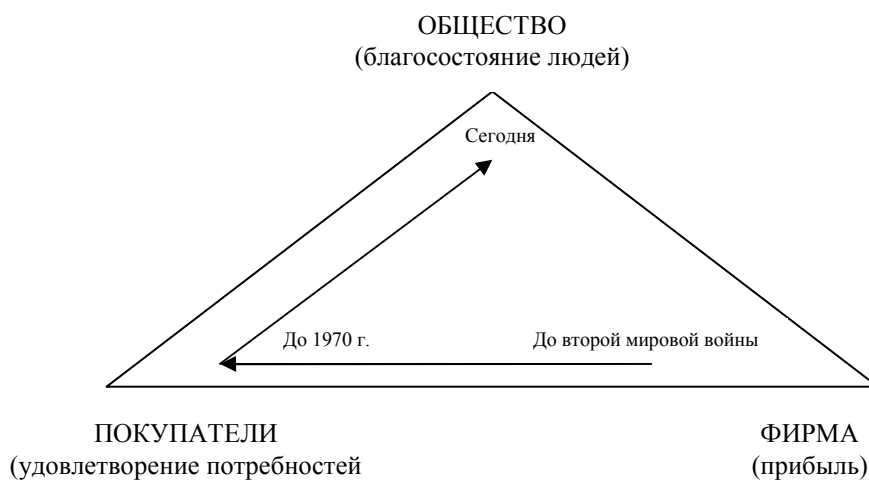 ОБЩЕСТВО
(благосостояние людей)
Сегодня
До 1970 г.
До второй мировой войны
ПОКУПАТЕЛИ
(удовлетворение потребностей
ФИРМА
(прибыль)